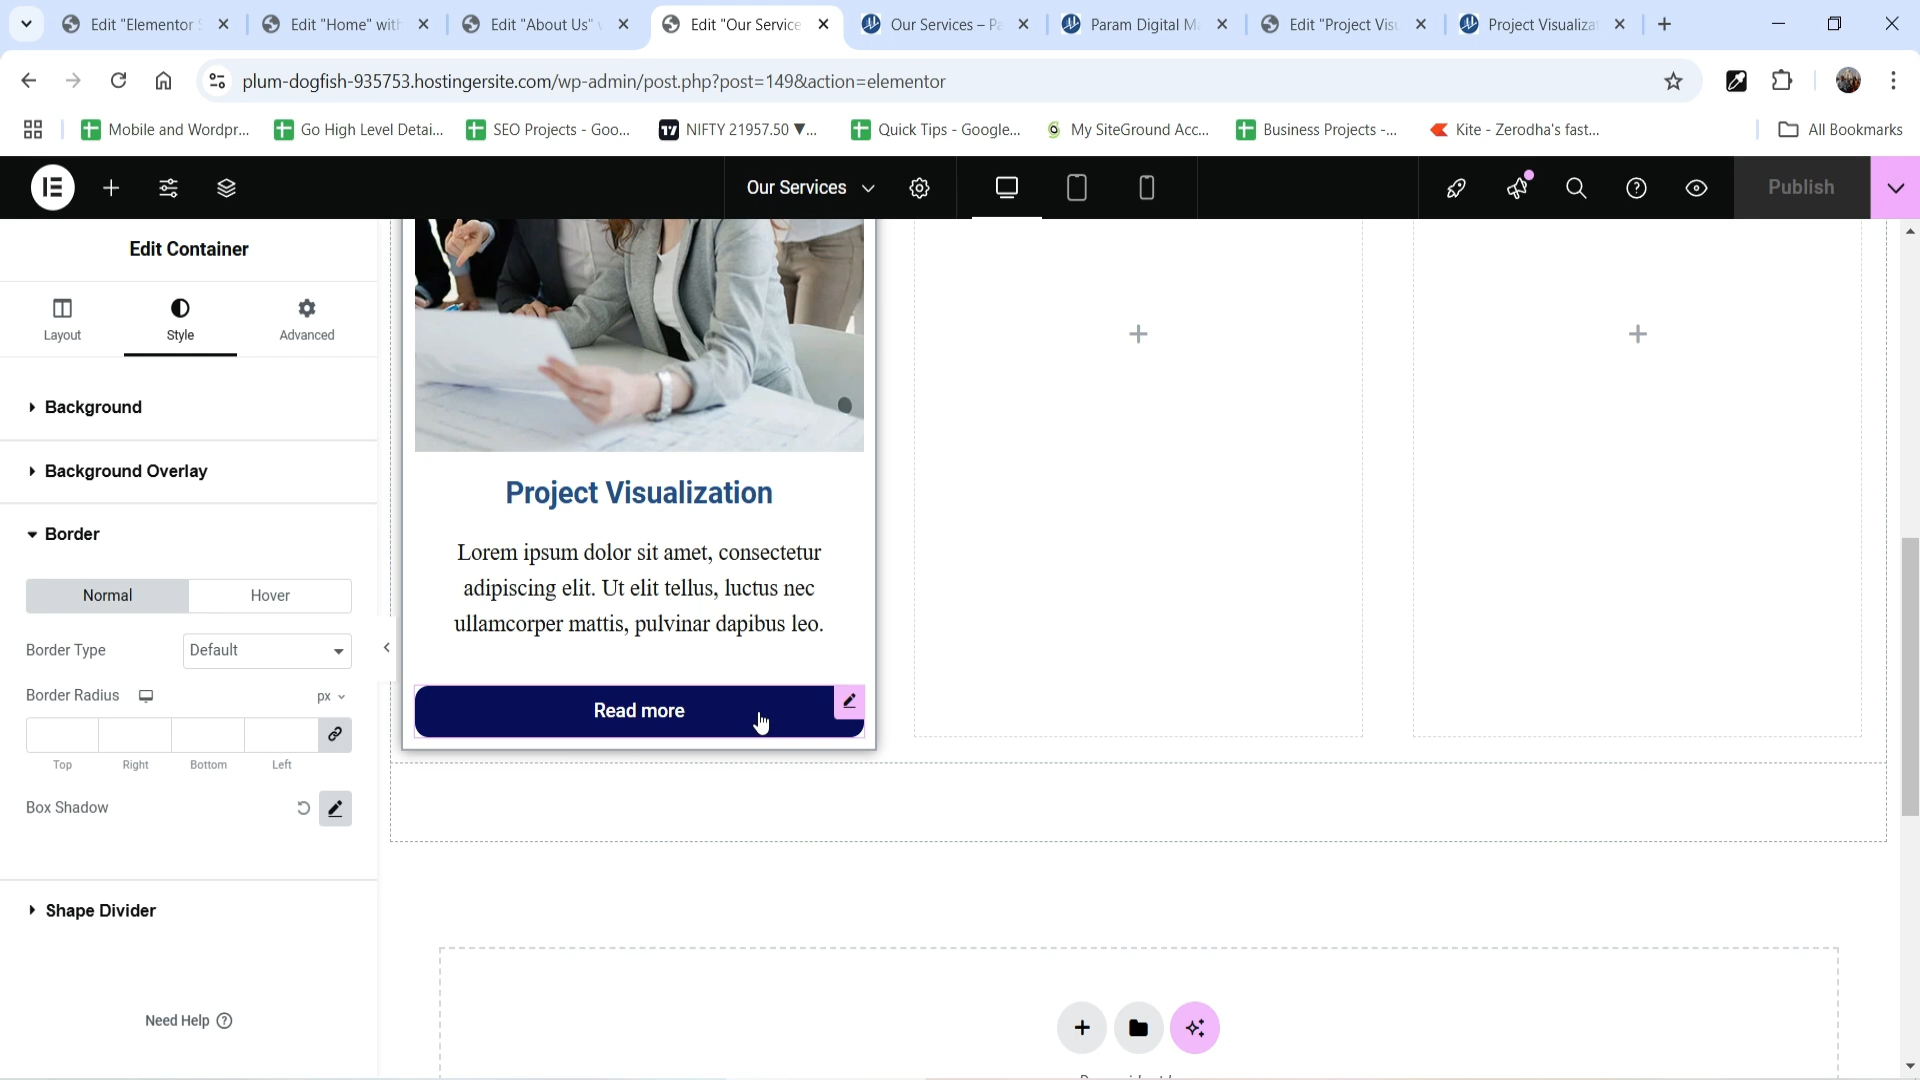 Edit "Elementor
Edit "Home" with
Edit "About Us"
Edit "Our Service
Our Services – Pa
Param Digital M
Edit "Project Vis
Project Visualiza
plum-dogfish-935753.hostingersite.com/wp-admin/post.php?post=149&action=elementor
Mobile and Wordpr...
Go High Level Detai...
SEO Projects - Goo...
NIFTY 21957.50 ▼...
Quick Tips - Google...
My SiteGround Acc...
Business Projects -...
Kite - Zerodha's fast...
All Bookmarks
Our Services
Publish
Edit Container
Layout
Style
Advanced
Background
Background Overlay
Border
Normal
Hover
Border Type
Default
Border Radius
px
Top
Right
Bottom
Left
Box Shadow
Shape Divider
Need Help
Project Visualization
Lorem ipsum dolor sit amet, consectetur
adipiscing elit. Ut elit tellus, luctus nec
ullamcorper mattis, pulvinar dapibus leo.
Read more